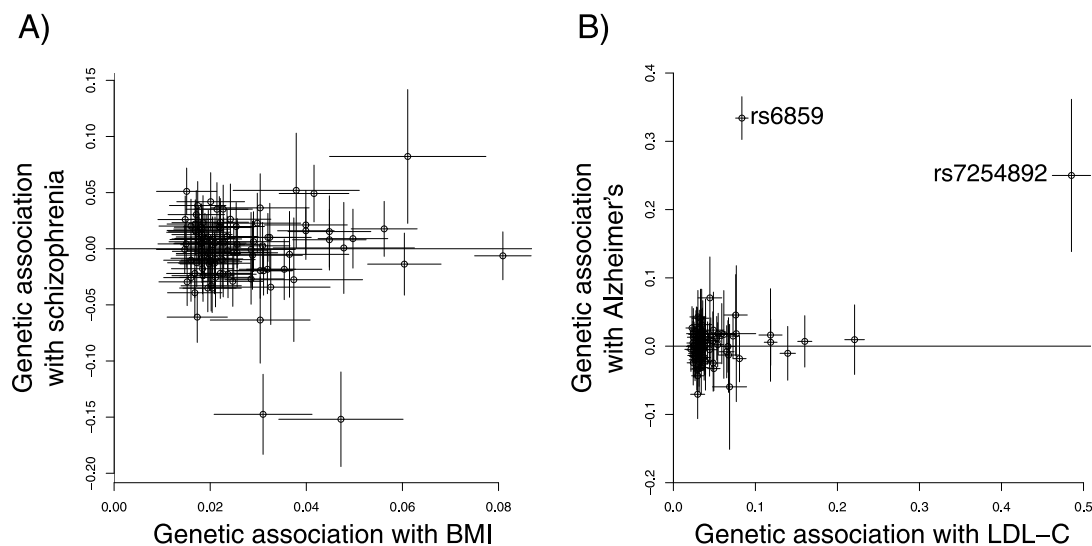 A)
Genetic association
with schizophrenia
0.15
0.10
0.05
0.00
−0.05
−0.10
−0.15
−0.20
0.00
0.02
0.04
0.06
0.08
Genetic association with BMI
B)
Genetic association
with Alzheimer's
0.4
0.3
0.2
0.1
0.0
−0.1
−0.2
rs6859
rs7254892
0.0
0.1
0.2
0.3
0.4
0.5
Genetic association with LDL−C